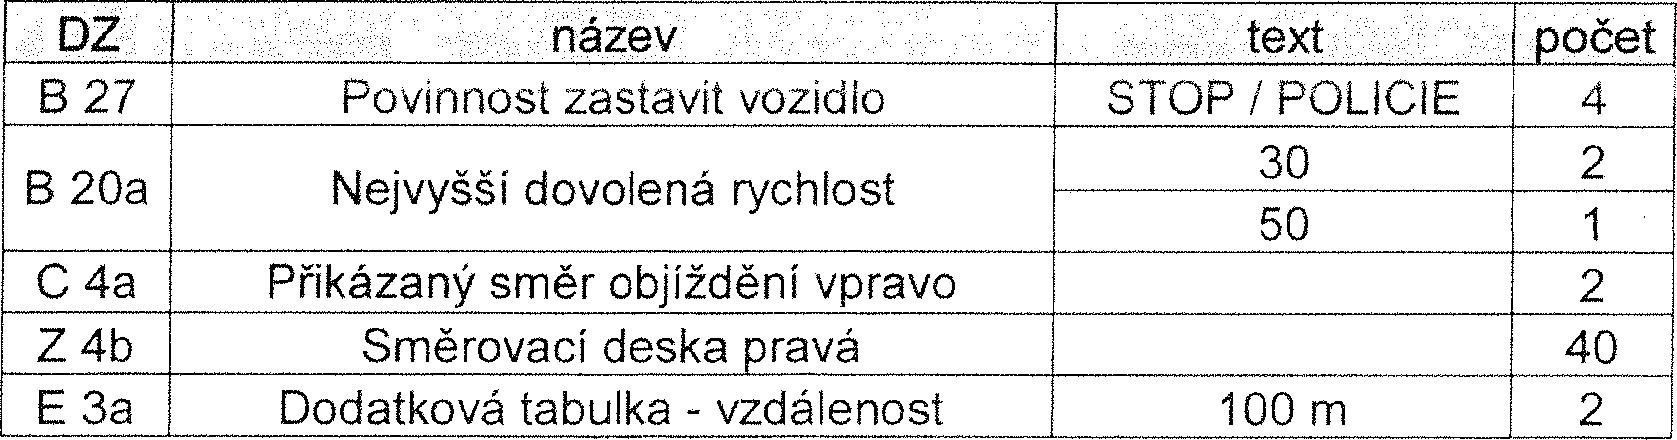 DZ název text počet
B 27 Povinnost zastavit vozidlo STOP / POLICIE 4
B 20a Nejvyšší dovolená rychlost 30 2
50 1
C 4a Přikázaný směr objíždění vpravo 2
Z 4b Směrovací deska pravá 40
E 3a Dodatková tabulka - vzdálenost 100 m 2